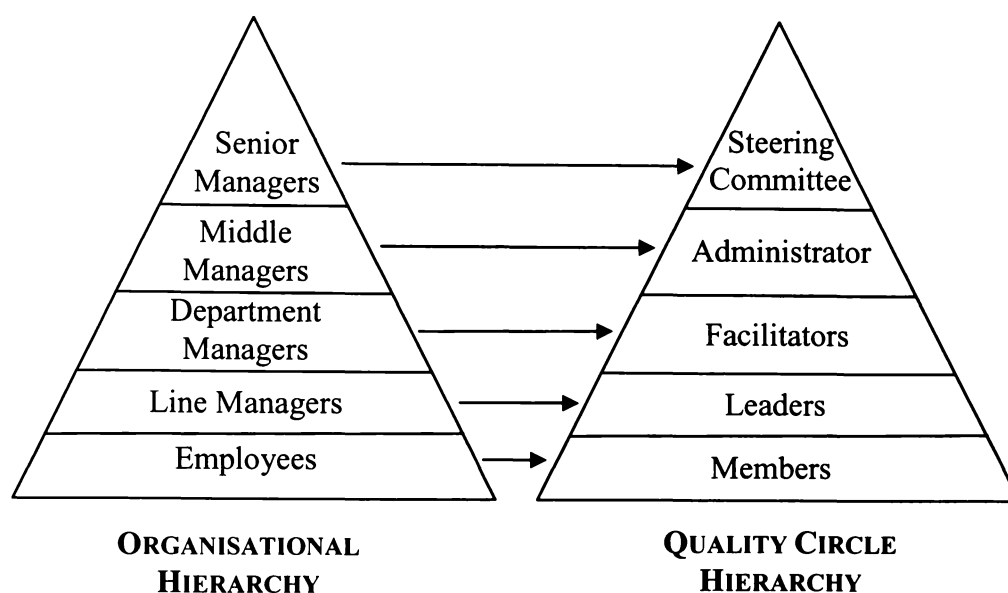 Senior
Managers
Middle
Managers
Department
Managers
Line Managers
Employees
ORGANISATIONAL
HIERARCHY
Steering
Committee
Administrator
Facilitators
Leaders
Members
QUALITY CIRCLE
HIERARCHY